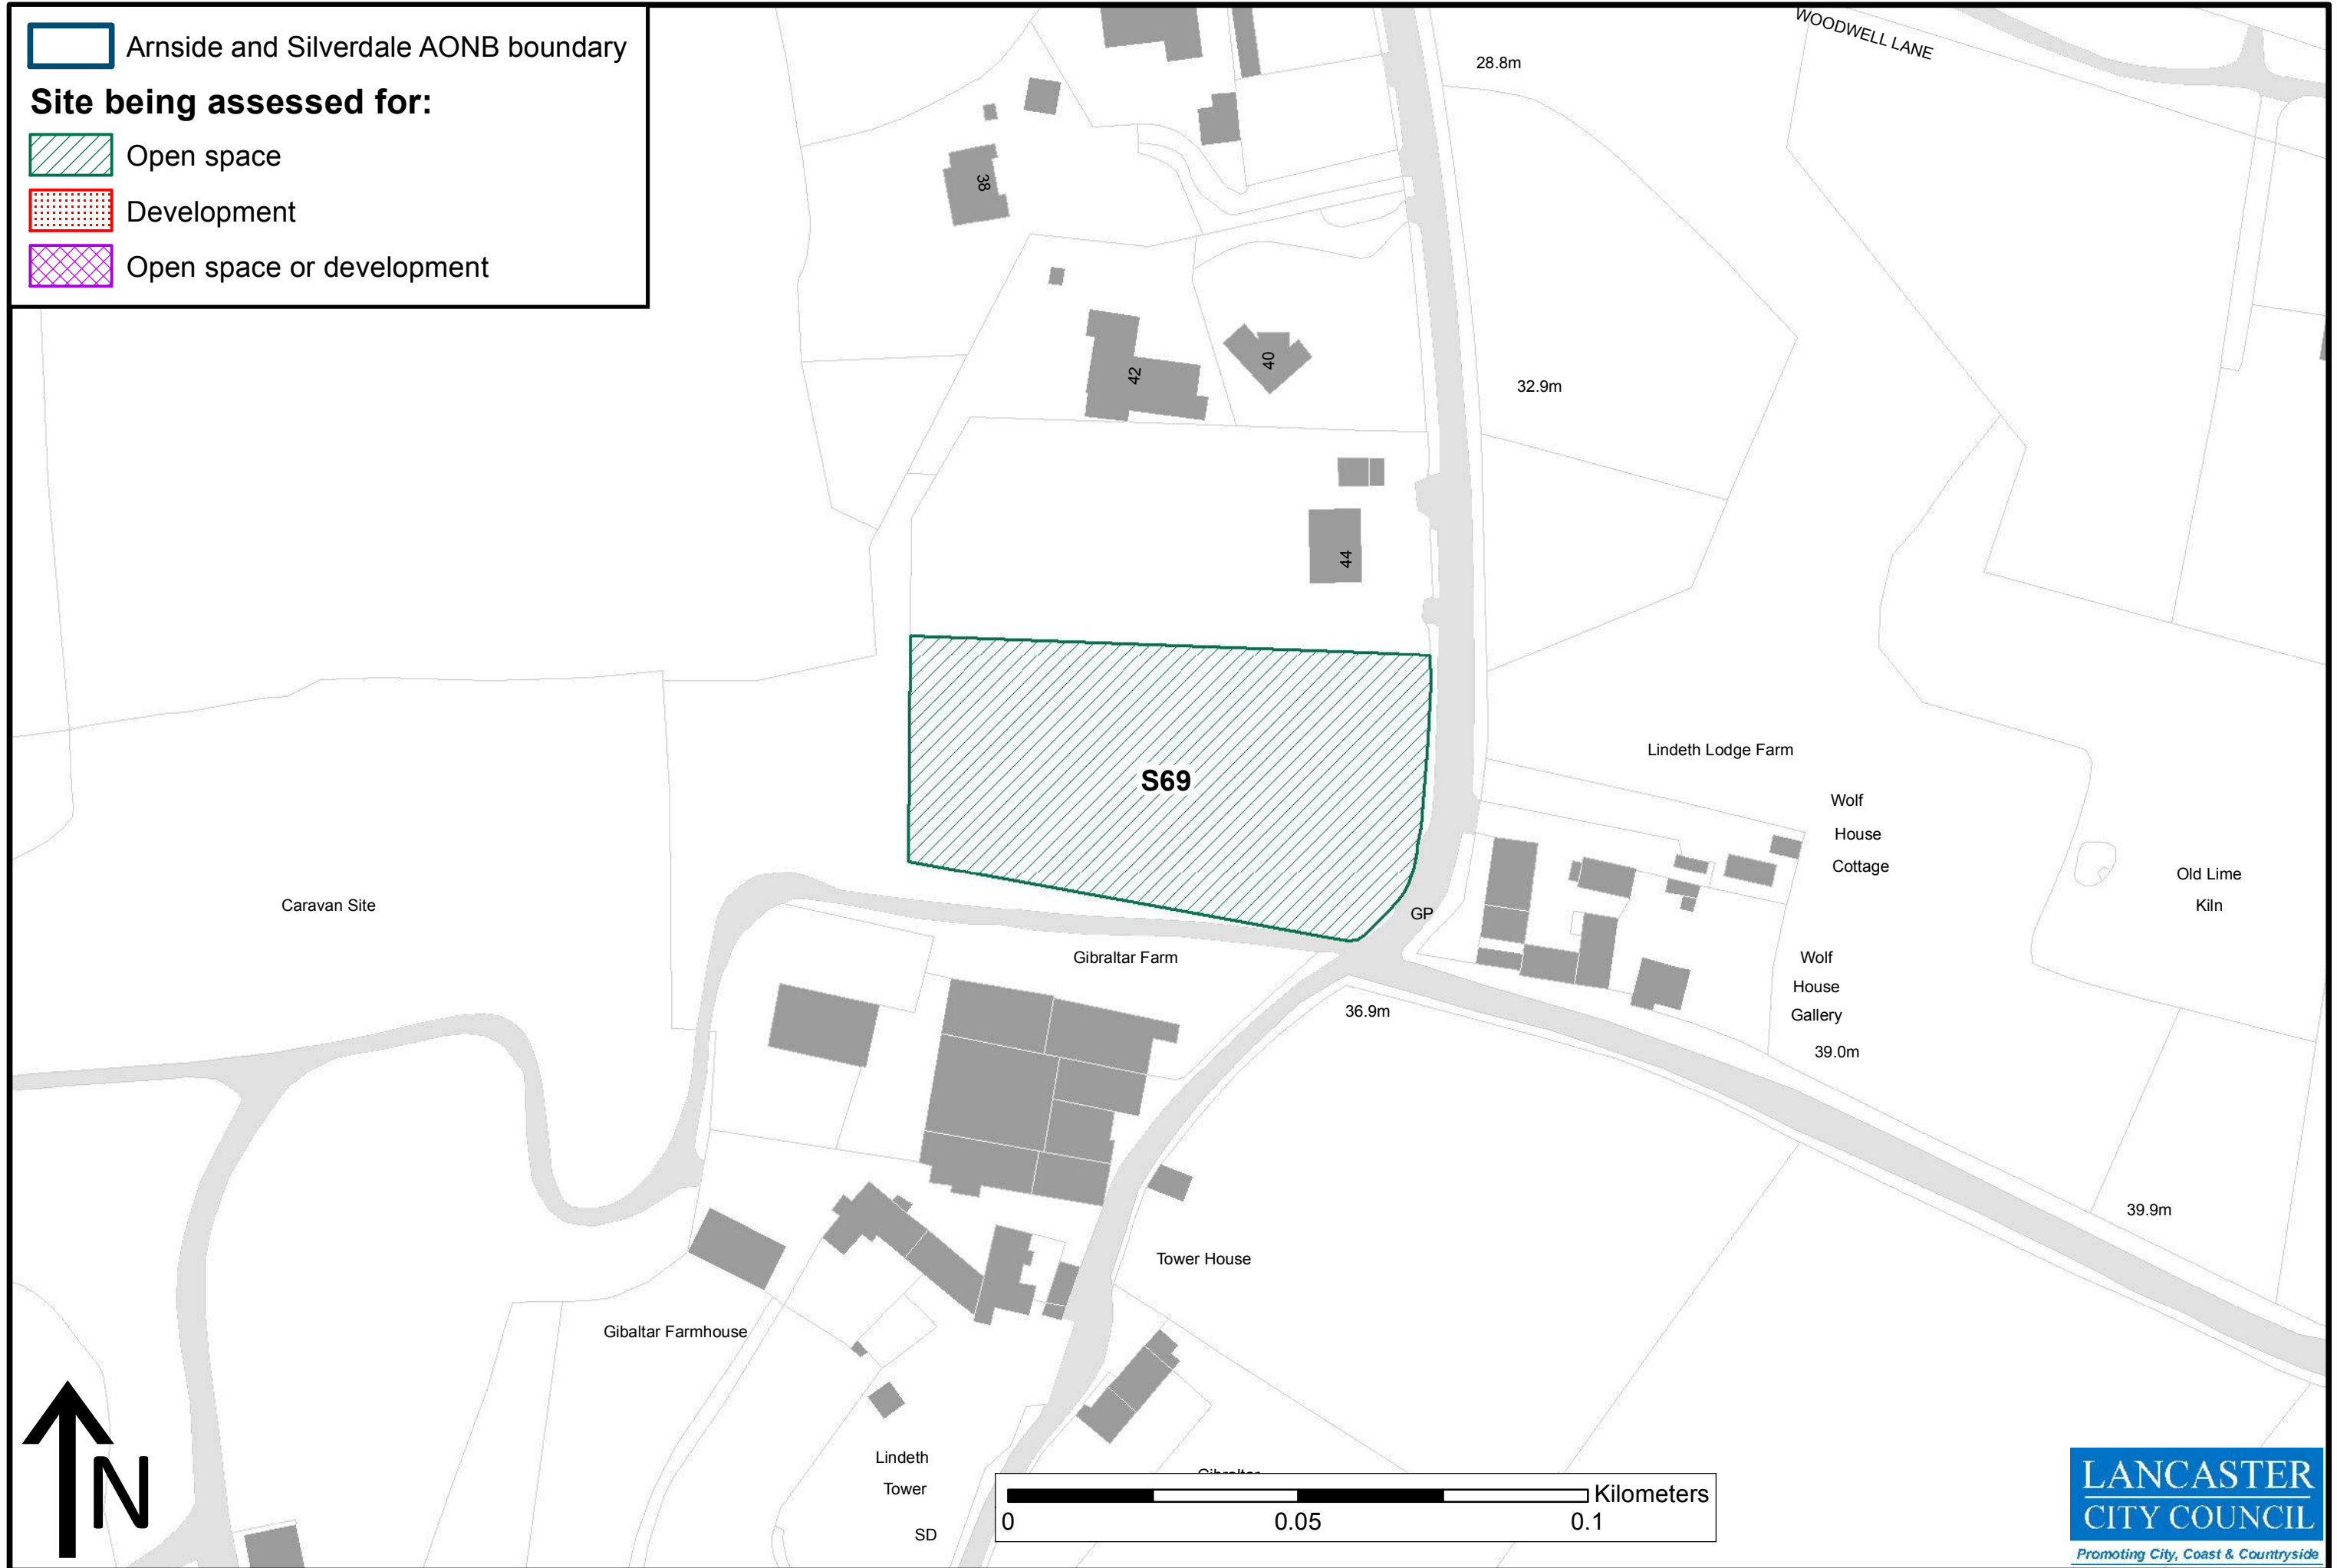 Arnside and Silverdale AONB boundary
Site being assessed for:
Open space
Development
Open space or development
WOODWELL LANE
28.8m
38
42
40
32.9m
44
S69
Lindeth Lodge Farm
Wolf
House
Cottage
Old Lime
Kiln
Caravan Site
GP
Gibraltar Farm
Wolf
House
Gallery
36.9m
39.0m
39.9m
Tower House
Gibaltar Farmhouse
Lindeth
Tower
SD
Kilometers
0 0.05 0.1
N
LANCASTER
CITY COUNCIL
Promoting City, Coast & Countryside